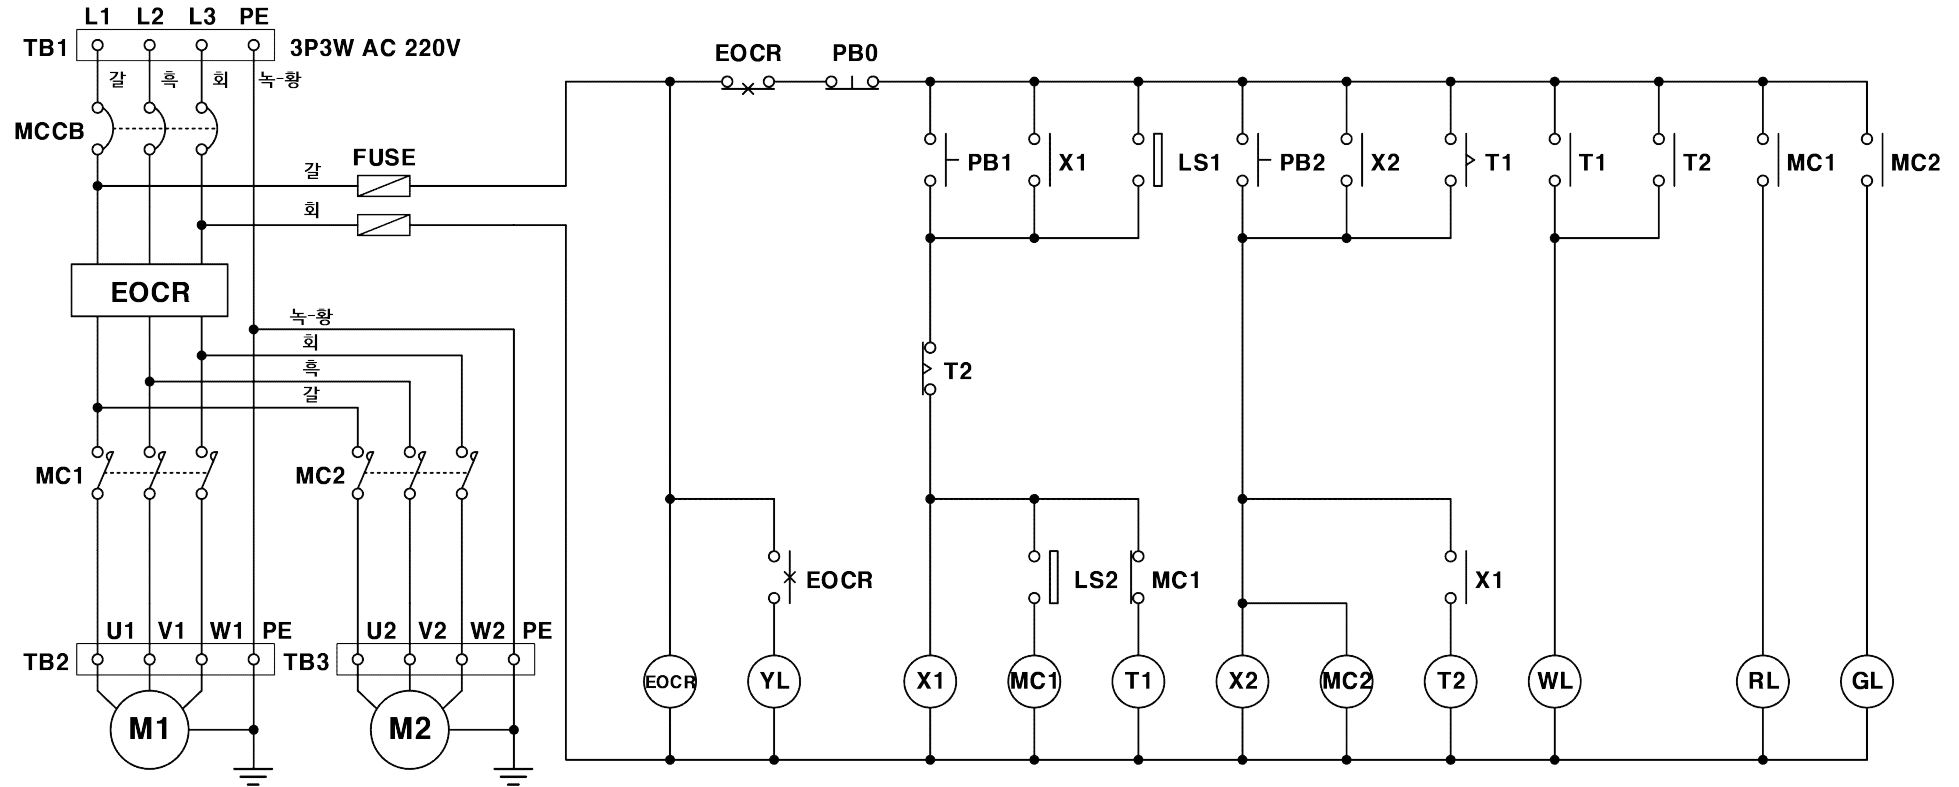 L1 L2 L3 PE
TB1 3P3W AC 220V
갈 흑 회 녹-황
EOCR PB0
MCCB
FUSE
갈
회
PB1 X1 LS1 PB2 X2 T1 T1 T2 MC1 MC2
EOCR
녹-황
회
흑
갈
T2
MC1 MC2
EOCR LS2 MC1 X1
U1 V1 W1 PE U2 V2 W2 PE
TB2 TB3
EOCR YL X1 MC1 T1 X2 MC2 T2 WL RL GL
M1 M2